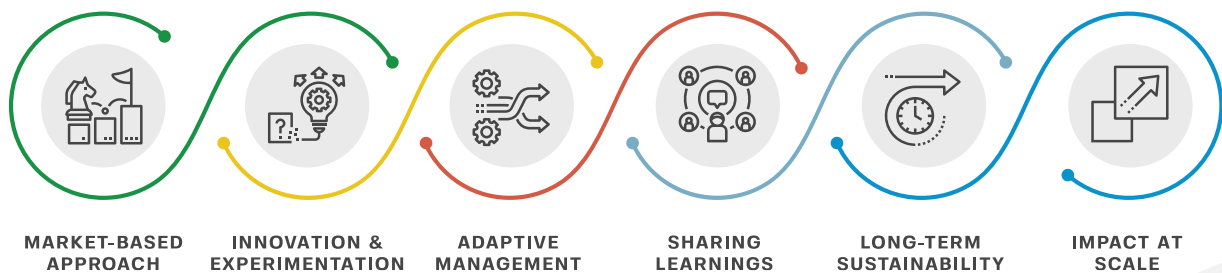 MARKET-BASED
APPROACH
INNOVATION &
EXPERIMENTATION
ADAPTIVE
MANAGEMENT
SHARING
LEARNINGS
LONG-TERM
SUSTAINABILITY
IMPACT AT
SCALE
?